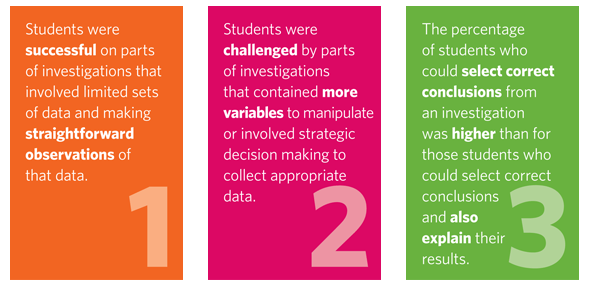 Students were
successful on parts
of investigations that
involved limited sets
of data and making
straightforward
observations of
that data.
1
Students were
challenged by parts
of investigations
that contained more
variables to manipulate
or involved strategic
decision making to
collect appropriate
data.
2
The percentage
of students who
could select correct
conclusions from
an investigation
was higher than for
those students who
could select correct
conclusions
and also
explain their
results.
3